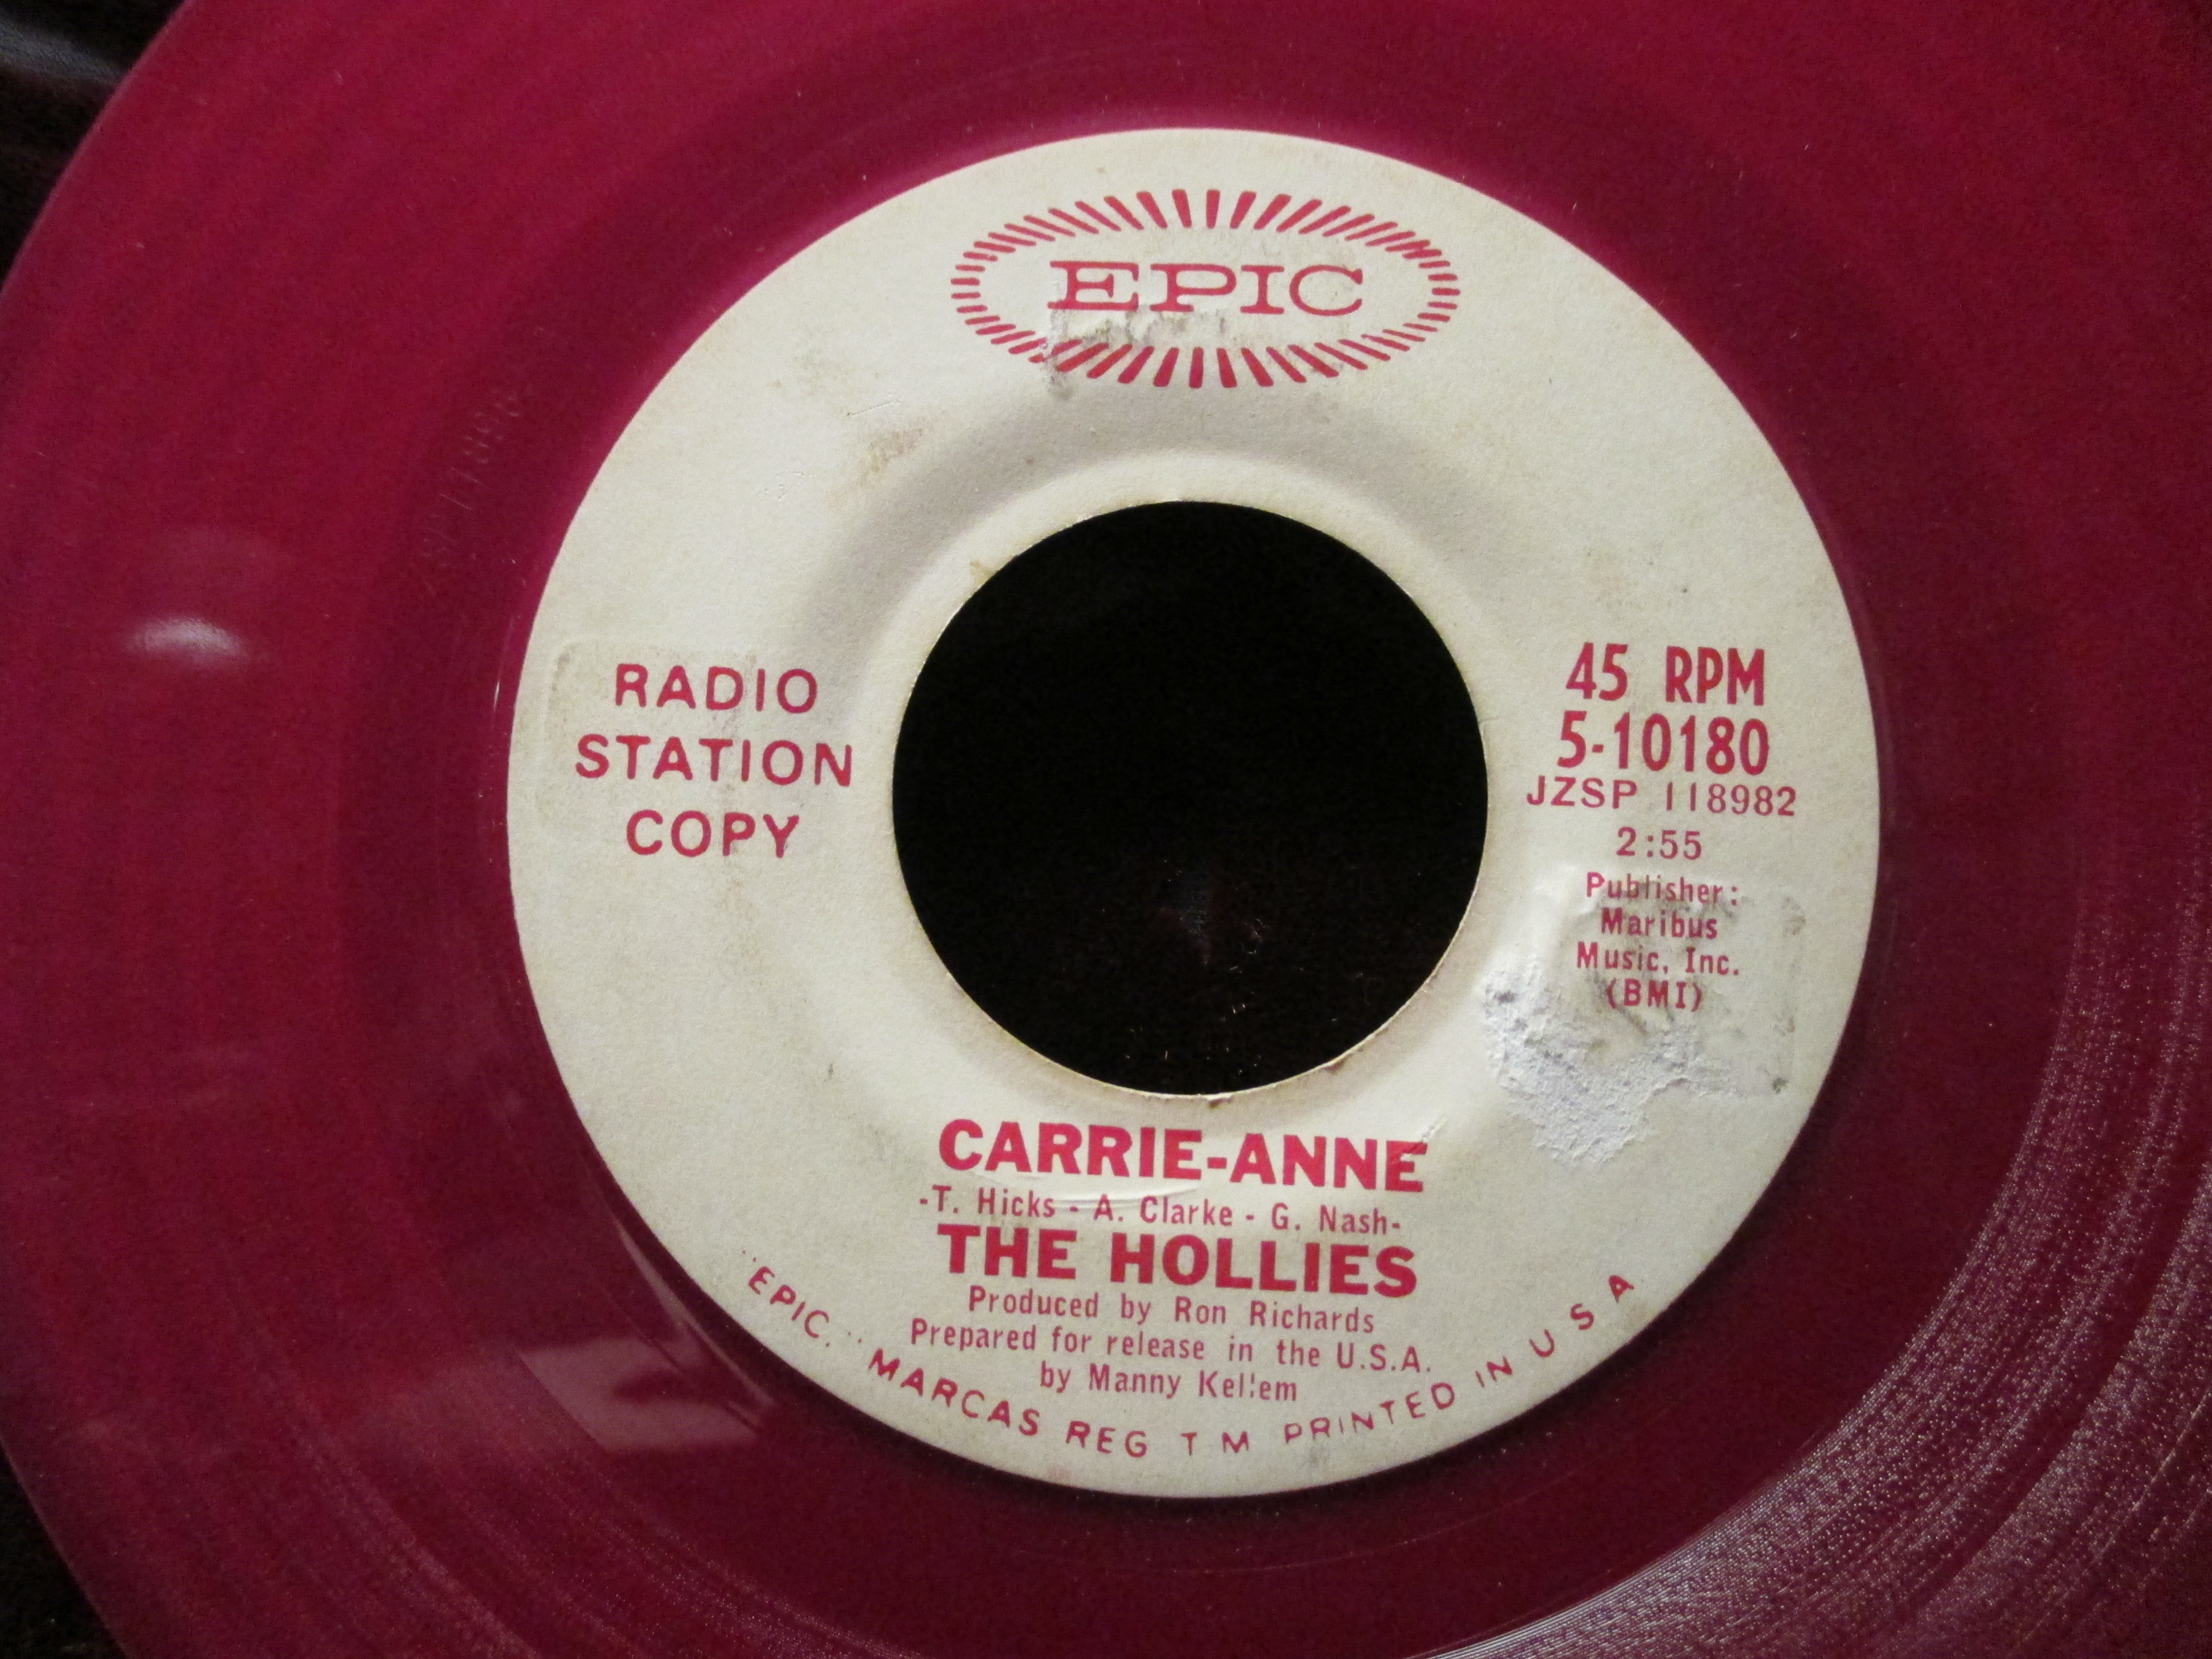 EPIC
RADIO
STATION
COPY
45 RPM
5-10180
JZSP 118982
2:55
Publisher:
Maribus
Music, Inc.
(BMI)
CARRIE-ANNE
-T. Hicks - A. Clarke - G. Nash-
THE HOLLIES
Produced by Ron Richards
Prepared for release in the U.S.A.
by Manny Kellem
"EPIC," MARCAS REG T M PRINTED IN U S A